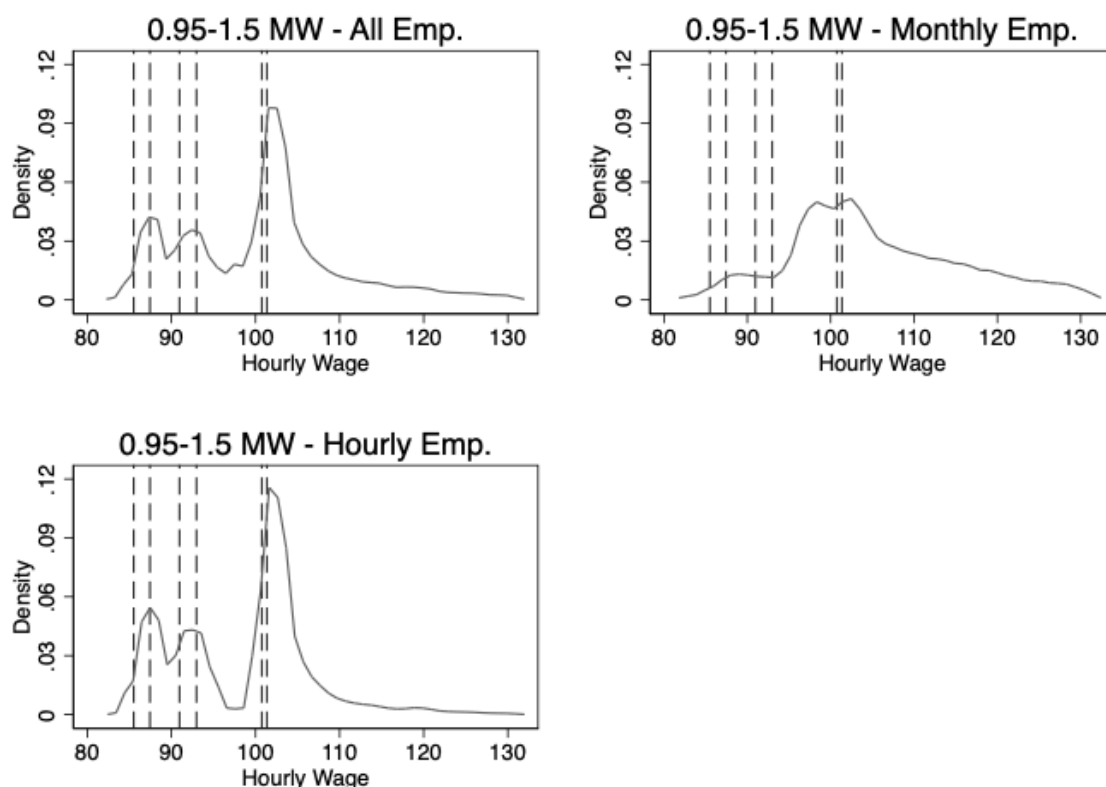 0.95-1.5 MW - All Emp.
Density
0 .03 .06 .09 .12
80 90 100 110 120 130
Hourly Wage
0.95-1.5 MW - Monthly Emp.
Density
0 .03 .06 .09 .12
80 90 100 110 120 130
Hourly Wage
0.95-1.5 MW - Hourly Emp.
Density
0 .03 .06 .09 .12
80 90 100 110 120 130
Hourly Wage